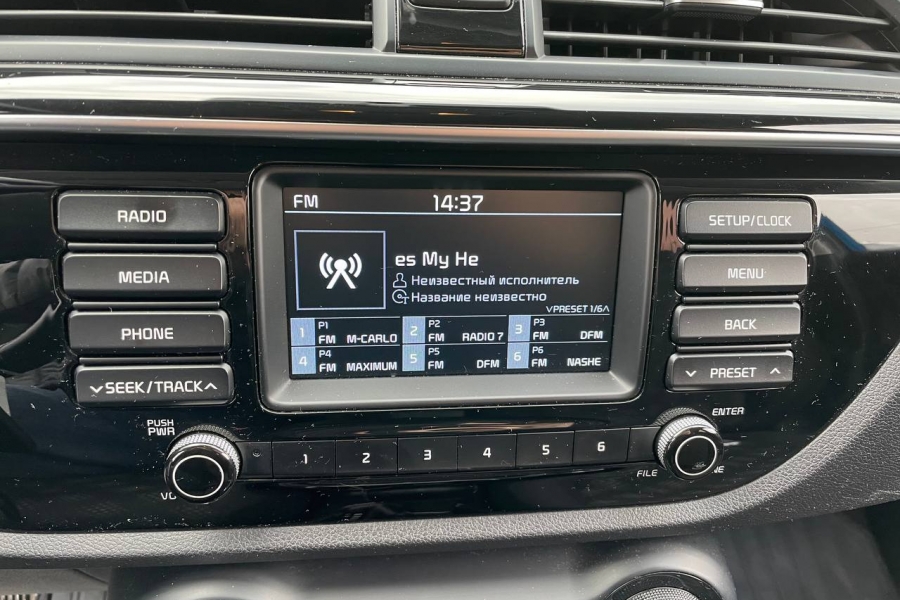 FM 14:37
es My He
Неизвестный исполнитель
Название неизвестно
PRESET 1/6
1 P1 FM M-CARLO 2 P2 FM RADIO 7 3 P3 FM DFM
4 P4 FM MAXIMUM 5 P5 FM DFM 6 P6 FM NASHE
RADIO
MEDIA
PHONE
SEEK/TRACK
SETUP/CLOCK
MENU
BACK
PRESET
PUSH
PWR
1 2 3 4 5 6
ENTER
FILE